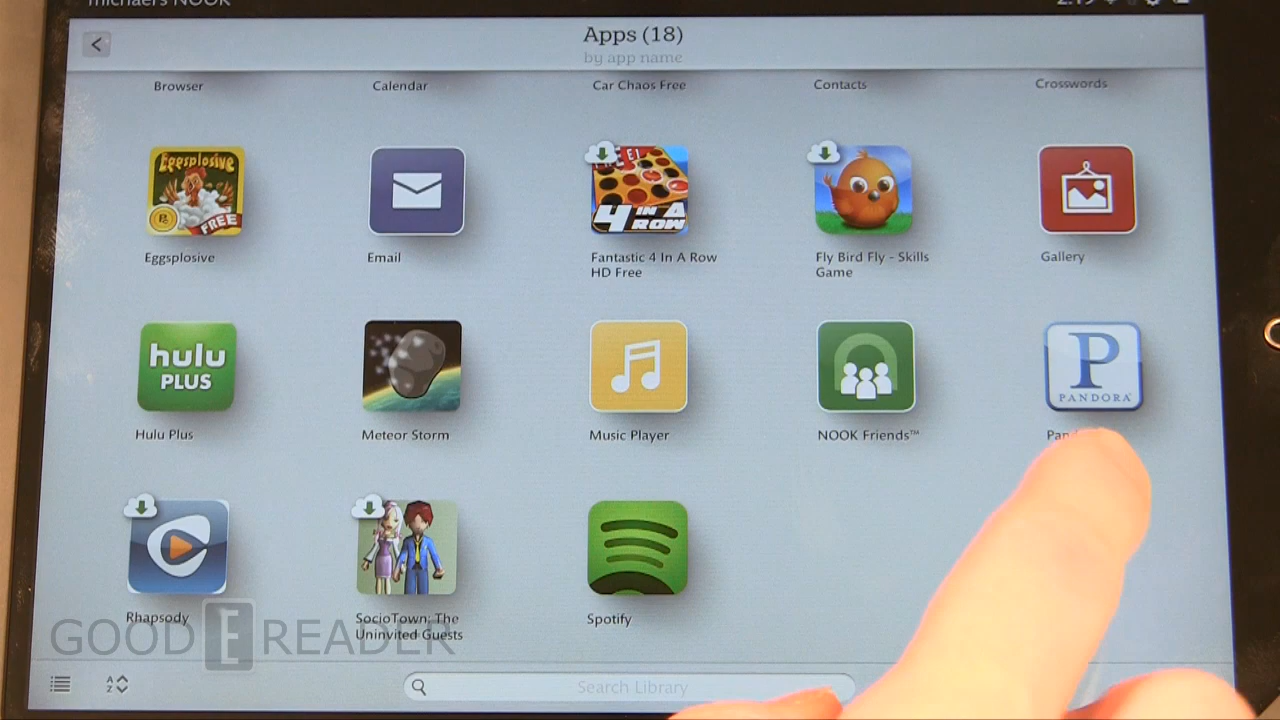 michael's NOOK
Apps (18)
by app name
Browser
Calendar
Car Chaos Free
Contacts
Crosswords
Eggsplosive
FREE
4 IN A
ROW
Eggsplosive
Email
Fantastic 4 In A Row
HD Free
Fly Bird Fly - Skills
Game
Gallery
hulu
PLUS
P
PANDORA
Hulu Plus
Meteor Storm
Music Player
NOOK Friends™
Rhapsody
SocioTown: The
Uninvited Guests
Spotify
GOOD E READER
A
Z
Search Library